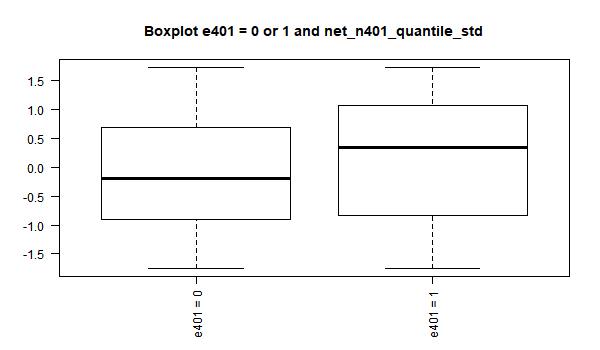 Boxplot e401 = 0 or 1 and net_n401_quantile_std
1.5
1.0
0.5
0.0
-0.5
-1.0
-1.5
e401 = 0
e401 = 1